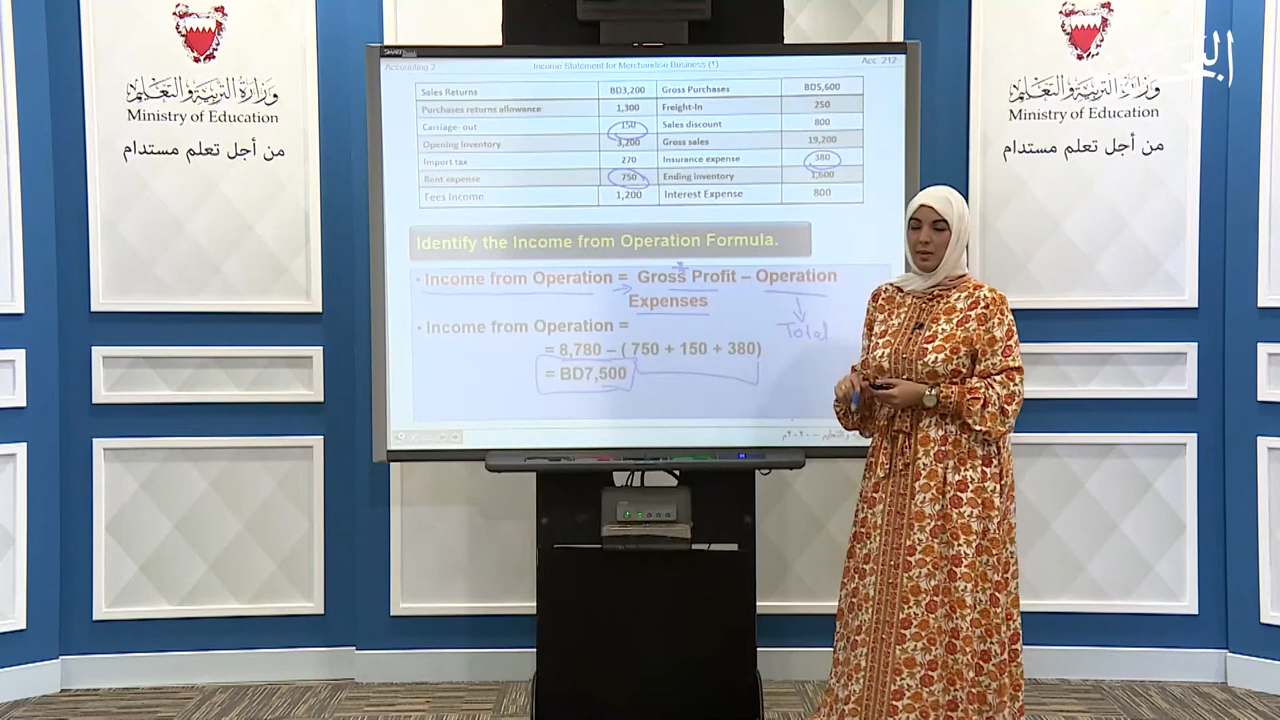 وزارة التربية والتعليم
Ministry of Education
من أجل تعلم مستدام
وزارة التربية والتعليم
Ministry of Education
من أجل تعلم مستدام
SMART
Accounting 2 Income Statement for Merchandise Business (1) Acc. 212
Sales Returns BD3,200 Gross Purchases BD5,600
Purchases returns allowance 1,300 Freight-In 250
Carriage- out 150 Sales discount 800
Opening Inventory 3,200 Gross sales 19,200
Import tax 270 Insurance expense 380
Rent expense 750 Ending inventory 1,600
Fees Income 1,200 Interest Expense 800
Identify the Income from Operation Formula.
• Income from Operation = Gross Profit – Operation
Expenses
Total
• Income from Operation =
= 8,780 – ( 750 + 150 + 380)
= BD7,500
والتعليم – ٢٠٢٠م